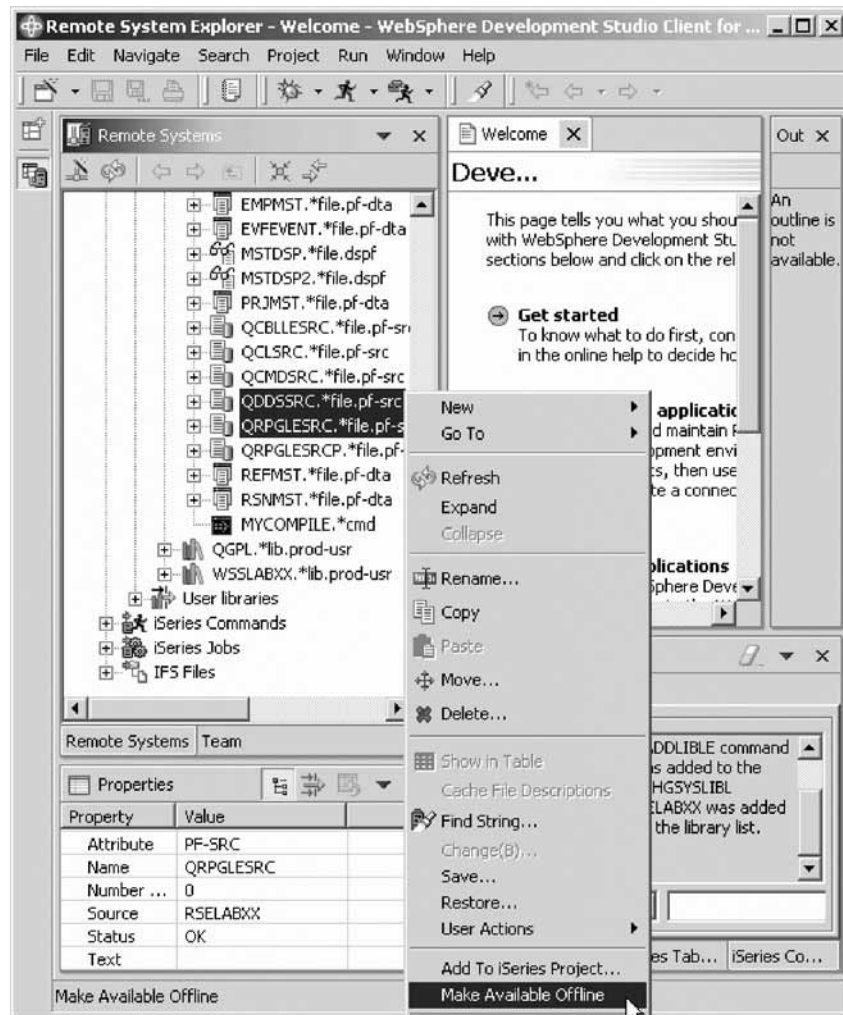 Remote System Explorer - Welcome - WebSphere Development Studio Client for ...
File Edit Navigate Search Project Run Window Help
Remote Systems
EMPMST.*file.pf-dta
EVFEVENT.*file.pf-dta
MSTDSP.*file.dspf
MSTDSP2.*file.dspf
PRJMST.*file.pf-dta
QCBLLESRC.*file.pf-sr
QCLSRC.*file.pf-src
QCMDSRC.*file.pf-src
QDDSSRC.*file.pf-src
QRPGLESRC.*file.pf-s
QRPGLESRCP.*file.pf-
REFMST.*file.pf-dta
RSNMST.*file.pf-dta
MYCOMPILE.*cmd
QGPL.*lib.prod-usr
WSSLABXX.*lib.prod-usr
User libraries
iSeries Commands
iSeries Jobs
IFS Files
Remote Systems Team
Welcome
Deve...
This page tells you what you shou
with WebSphere Development Stu
sections below and click on the rel
Get started
To know what to do first, con
in the online help to decide ho
applicatio
d maintain
opment envi
ts, then use
te a connec
plications
Sphere Deve
Out
An
outline is
not
available.
New
Go To
Refresh
Expand
Collapse
Rename...
Copy
Paste
Move...
Delete...
Show in Table
Cache File Descriptions
Find String...
Change(B)...
Save...
Restore...
User Actions
Add To iSeries Project...
Make Available Offline
DDLIBLE command
s added to the
HGSYSLIBL
ELABXX was added
the library list.
es Tab... iSeries Co...
Properties
Property Value
Attribute PF-SRC
Name QRPGLESRC
Number ... 0
Source RSELABXX
Status OK
Text
Make Available Offline